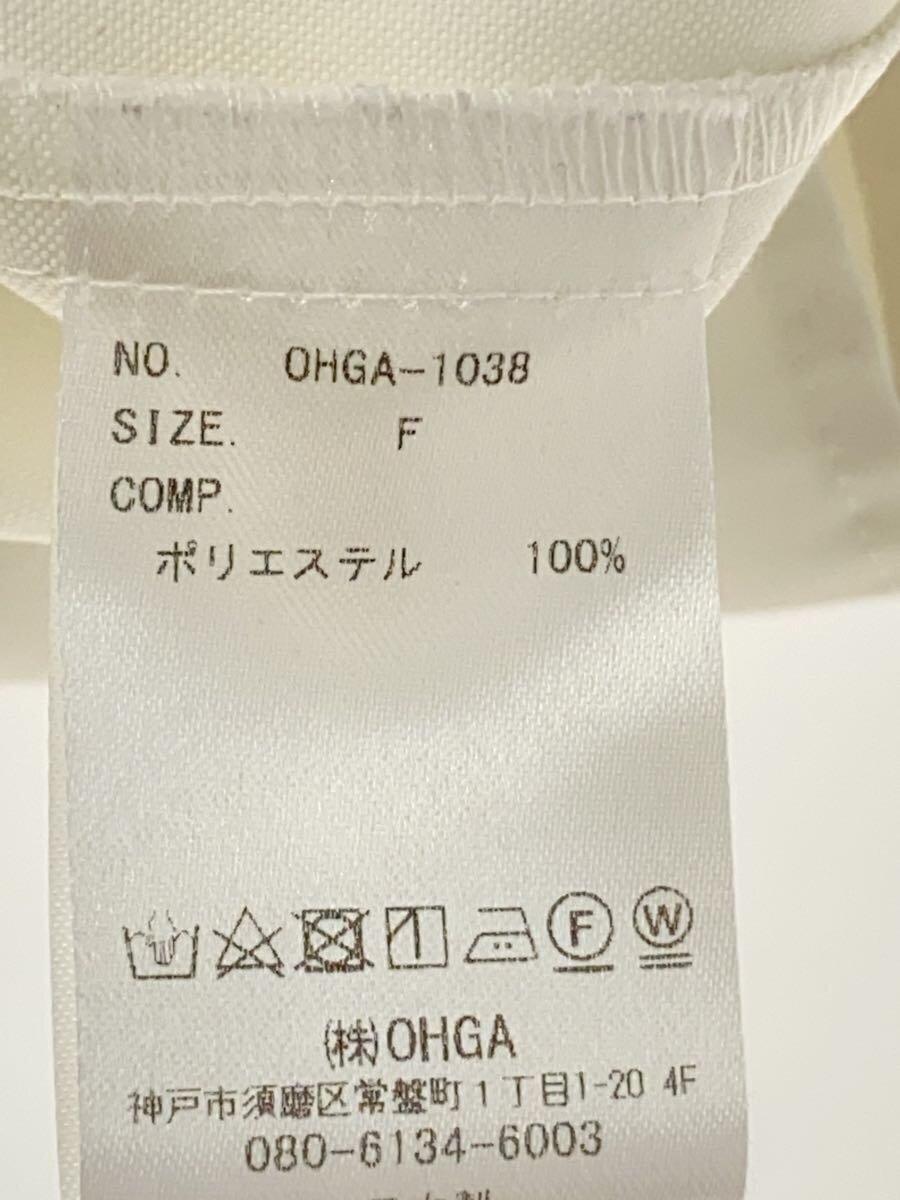 NO. OHGA-1038
SIZE. F
COMP.
ポリエステル 100%
F W
(株)OHGA
神戸市須磨区常盤町1丁目1-20 4F
080-6134-6003